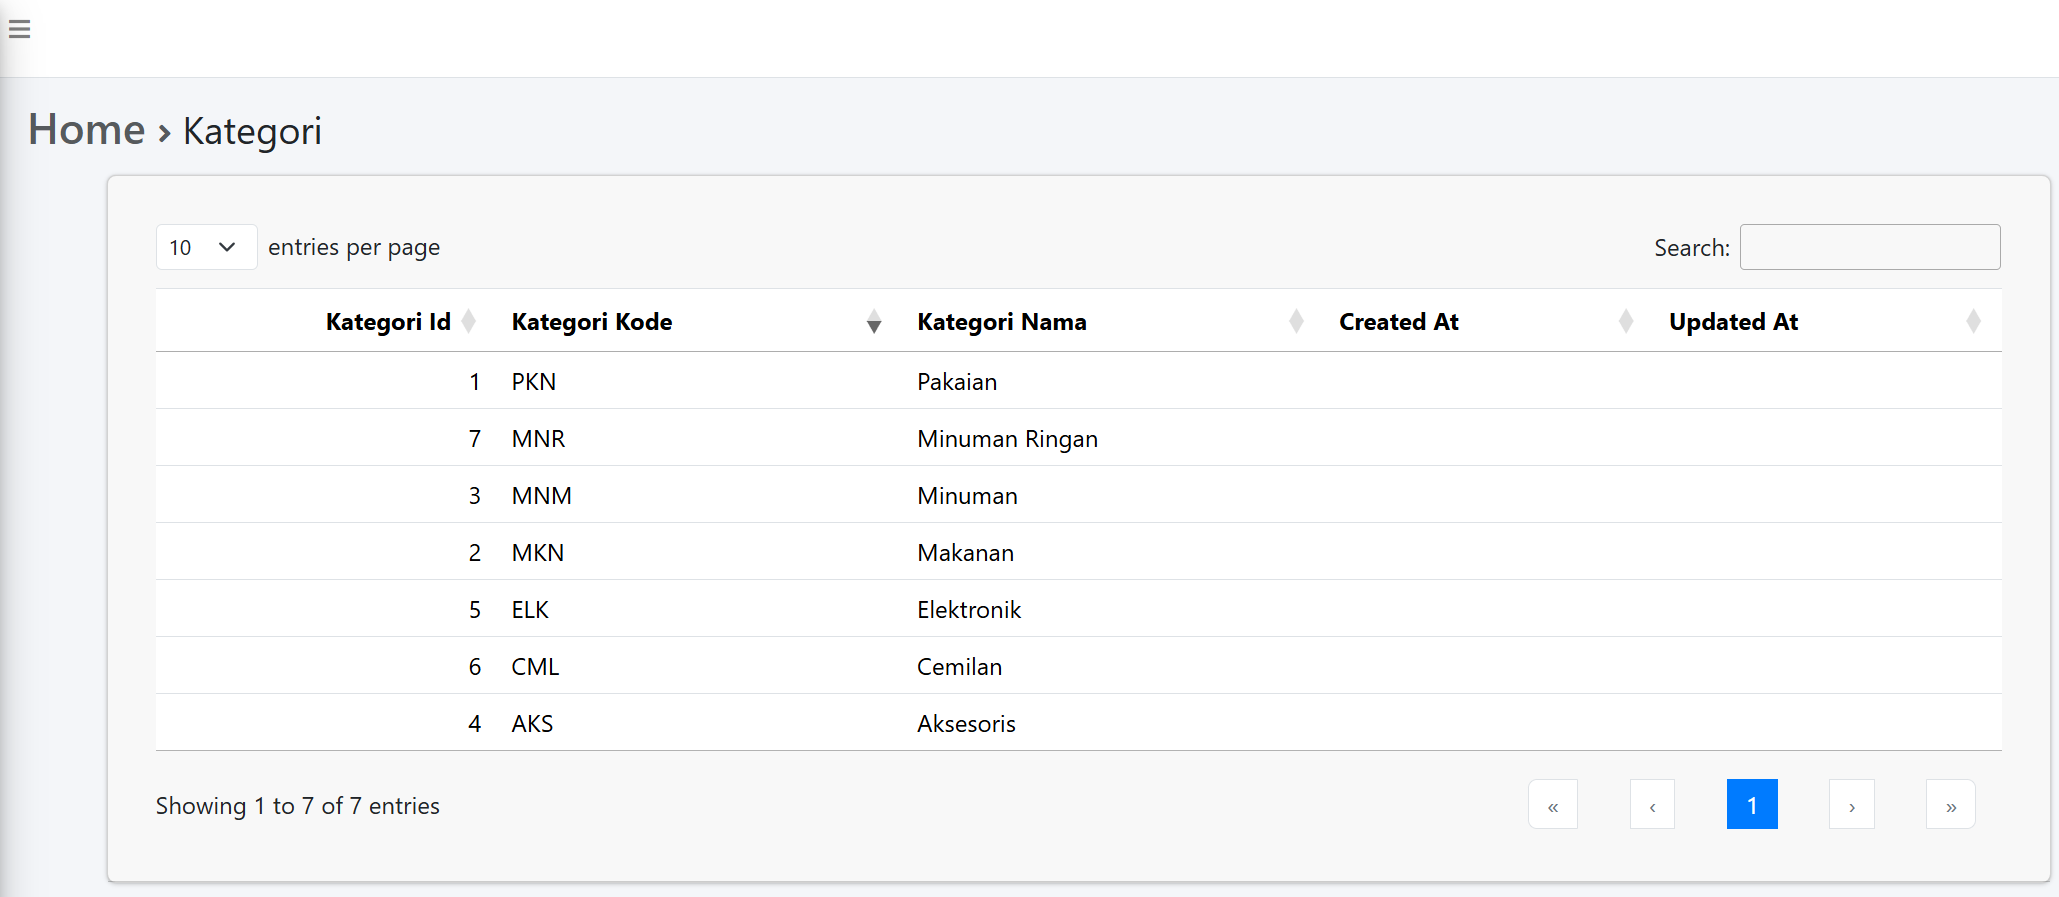 Home › Kategori
10 entries per page Search:
Kategori Id Kategori Kode Kategori Nama Created At Updated At
1 PKN Pakaian
7 MNR Minuman Ringan
3 MNM Minuman
2 MKN Makanan
5 ELK Elektronik
6 CML Cemilan
4 AKS Aksesoris
Showing 1 to 7 of 7 entries « ‹ 1 › »